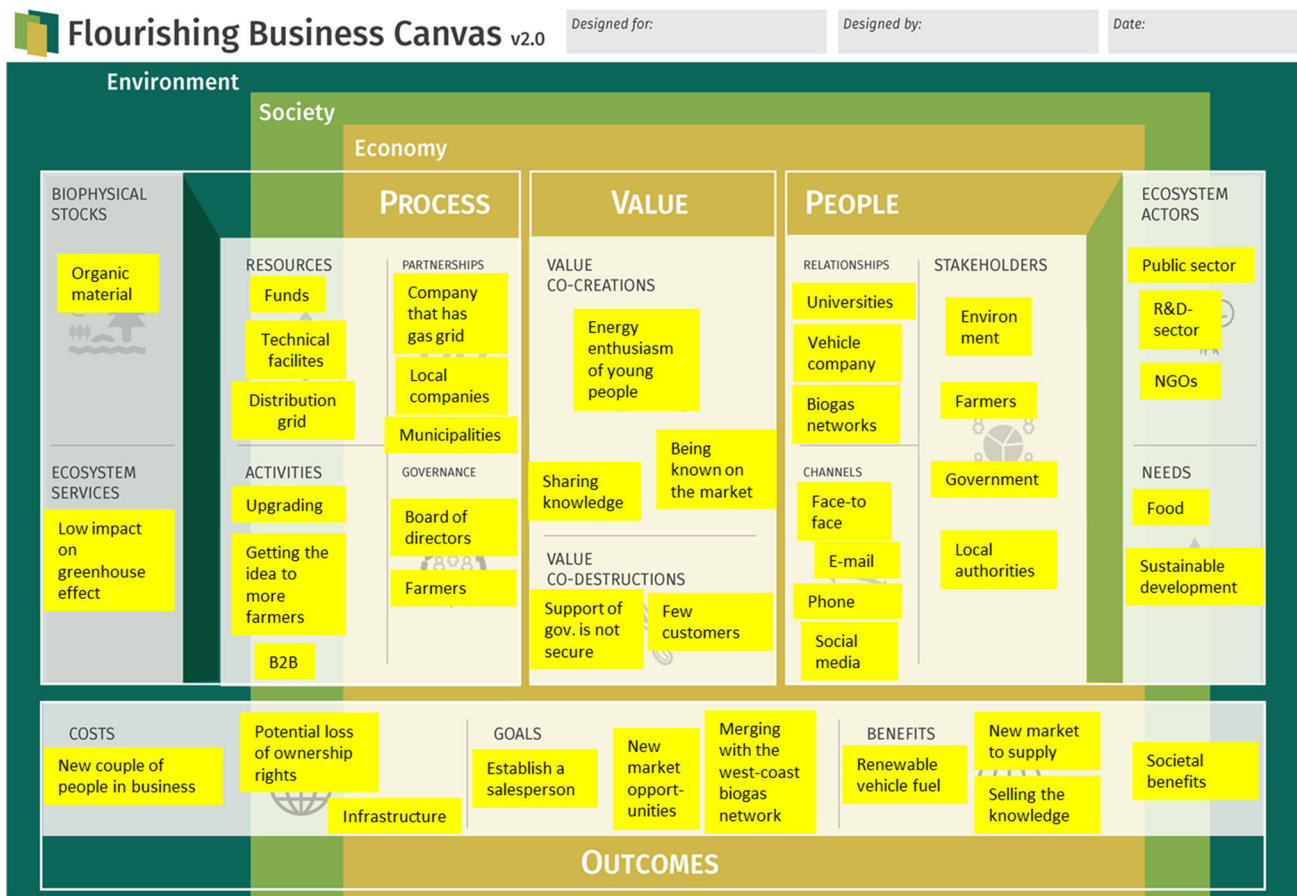 Flourishing Business Canvas v2.0
Designed for:
Designed by:
Date:
Environment
Society
Economy
BIOPHYSICAL
STOCKS
Organic
material
ECOSYSTEM
SERVICES
Low impact
on
greenhouse
effect
PROCESS
RESOURCES
Funds
Technical
facilites
Distribution
grid
PARTNERSHIPS
Company
that has
gas grid
Local
companies
Municipalities
ACTIVITIES
Upgrading
Getting the
idea to
more
farmers
B2B
GOVERNANCE
Board of
directors
Farmers
VALUE
VALUE
CO-CREATIONS
Energy
enthusiasm
of young
people
Being
known on
the market
Sharing
knowledge
VALUE
CO-DESTRUCTIONS
Support of
gov. is not
secure
Few
customers
PEOPLE
RELATIONSHIPS
Universities
Vehicle
company
Biogas
networks
CHANNELS
Face-to
face
E-mail
Phone
Social
media
STAKEHOLDERS
Environ
ment
Farmers
Government
Local
authorities
ECOSYSTEM
ACTORS
Public sector
R&D-
sector
NGOs
NEEDS
Food
Sustainable
development
COSTS
New couple of
people in business
Potential loss
of ownership
rights
Infrastructure
GOALS
Establish a
salesperson
New
market
opport-
unities
Merging
with the
west-coast
biogas
network
BENEFITS
Renewable
vehicle fuel
New market
to supply
Selling the
knowledge
Societal
benefits
OUTCOMES